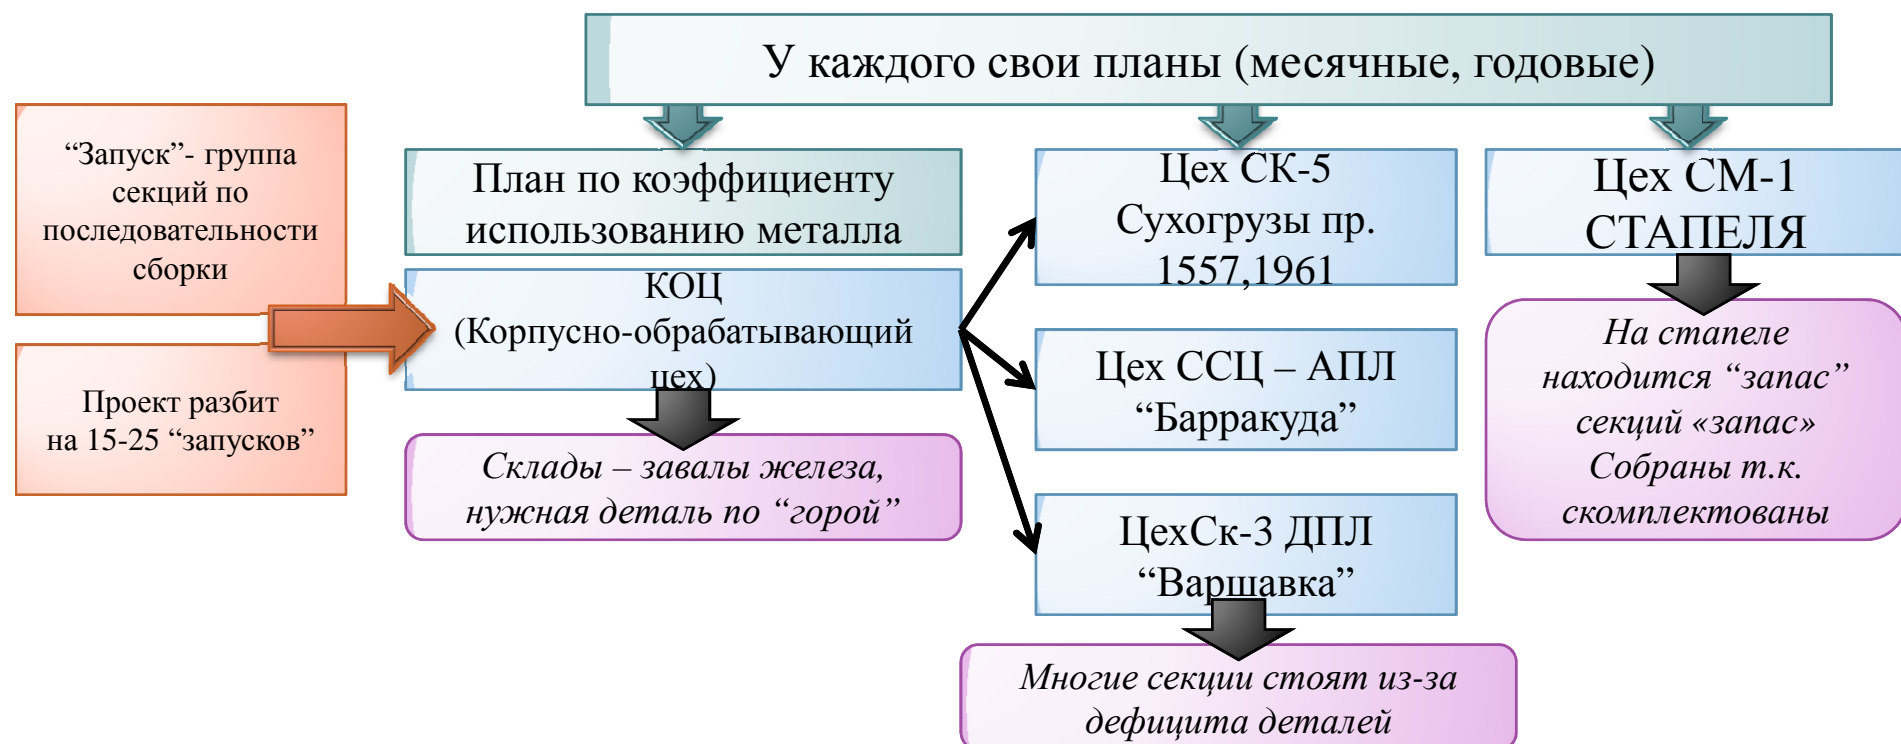 У каждого свои планы (месячные, годовые)
“Запуск”- группа
секций по
последовательности
сборки
Проект разбит
на 15-25 “запусков”
План по коэффициенту
использованию металла
КОЦ
(Корпусно-обрабатывающий
цех)
Склады – завалы железа,
нужная деталь по “горой”
Цех СК-5
Сухогрузы пр.
1557,1961
Цех ССЦ – АПЛ
“Барракуда”
ЦехСк-3 ДПЛ
“Варшавка”
Многие секции стоят из-за
дефицита деталей
Цех СМ-1
СТАПЕЛЯ
На стапеле
находится “запас”
секций «запас»
Собраны т.к.
скомплектованы